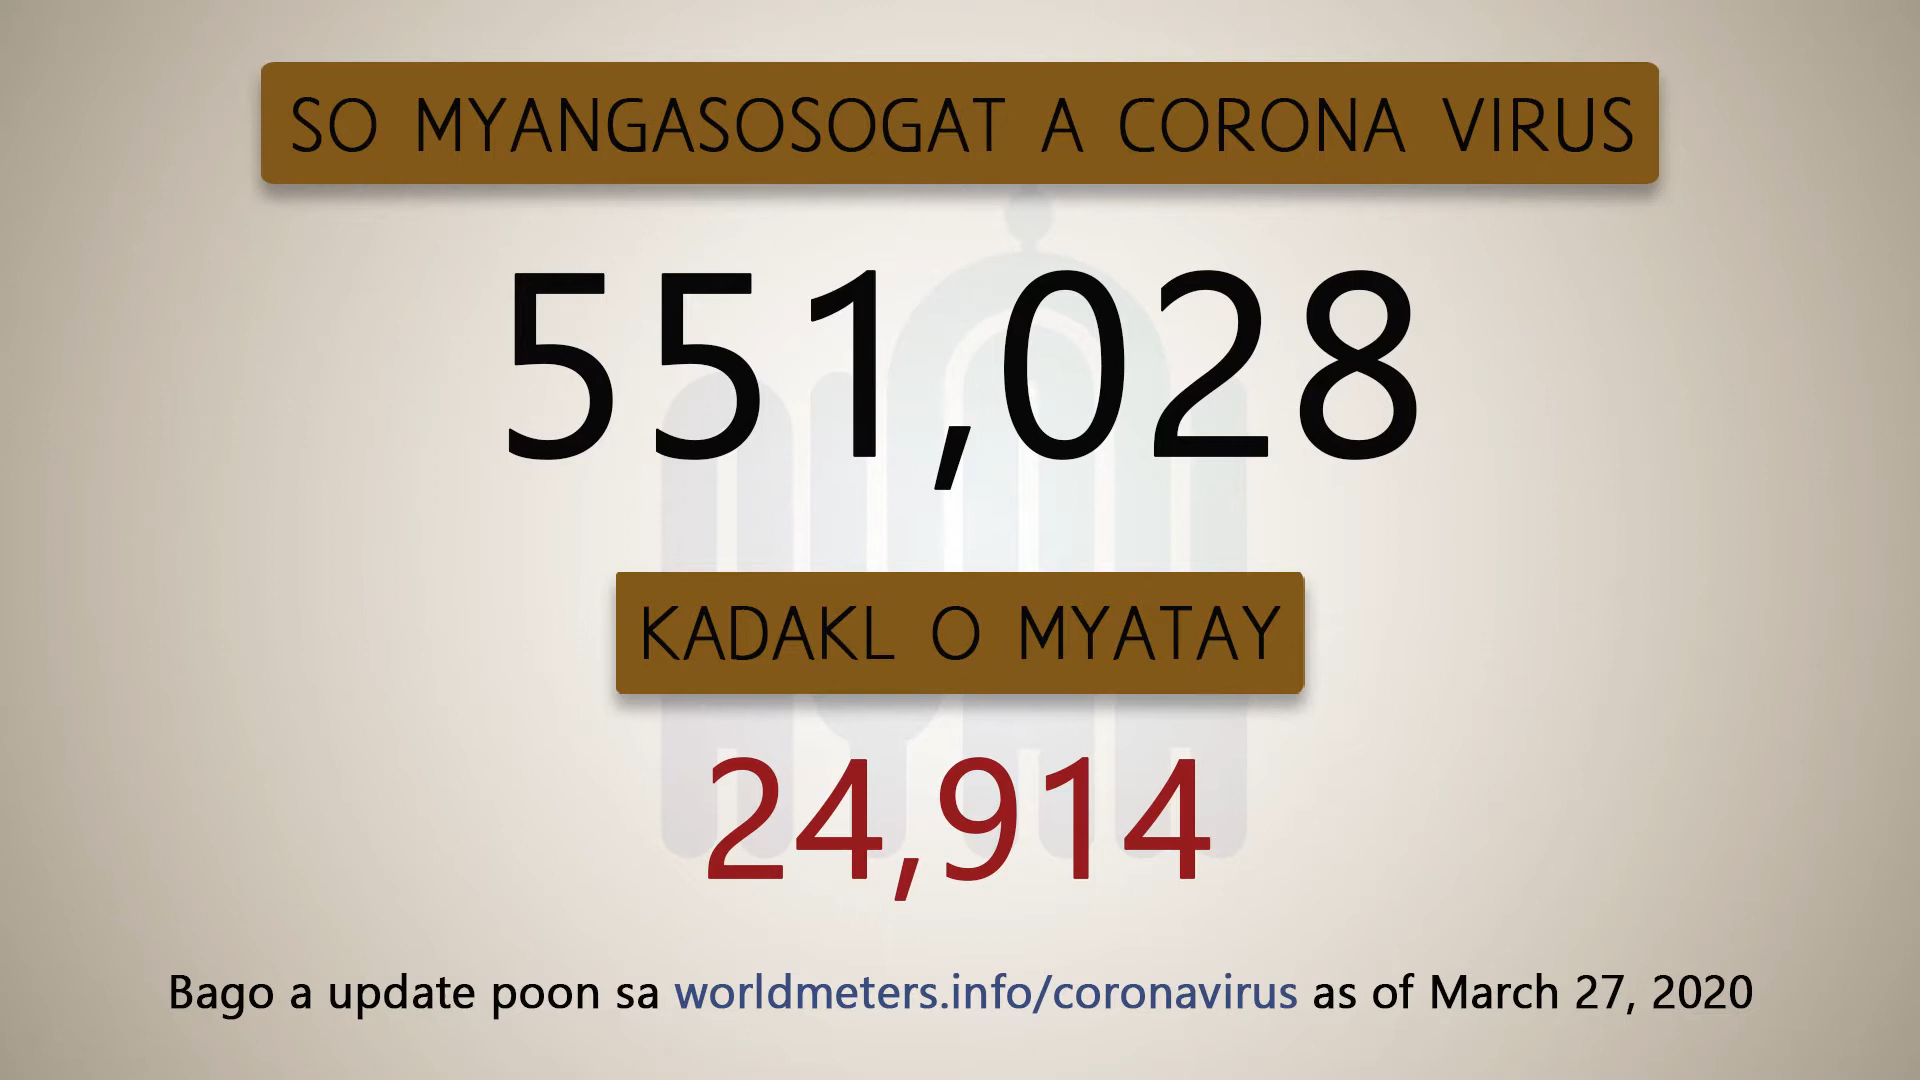 SO MYANGASOSOGAT A CORONA VIRUS
551,028
KADAKL O MYATAY
24,914
Bago a update poon sa worldmeters.info/coronavirus as of March 27, 2020